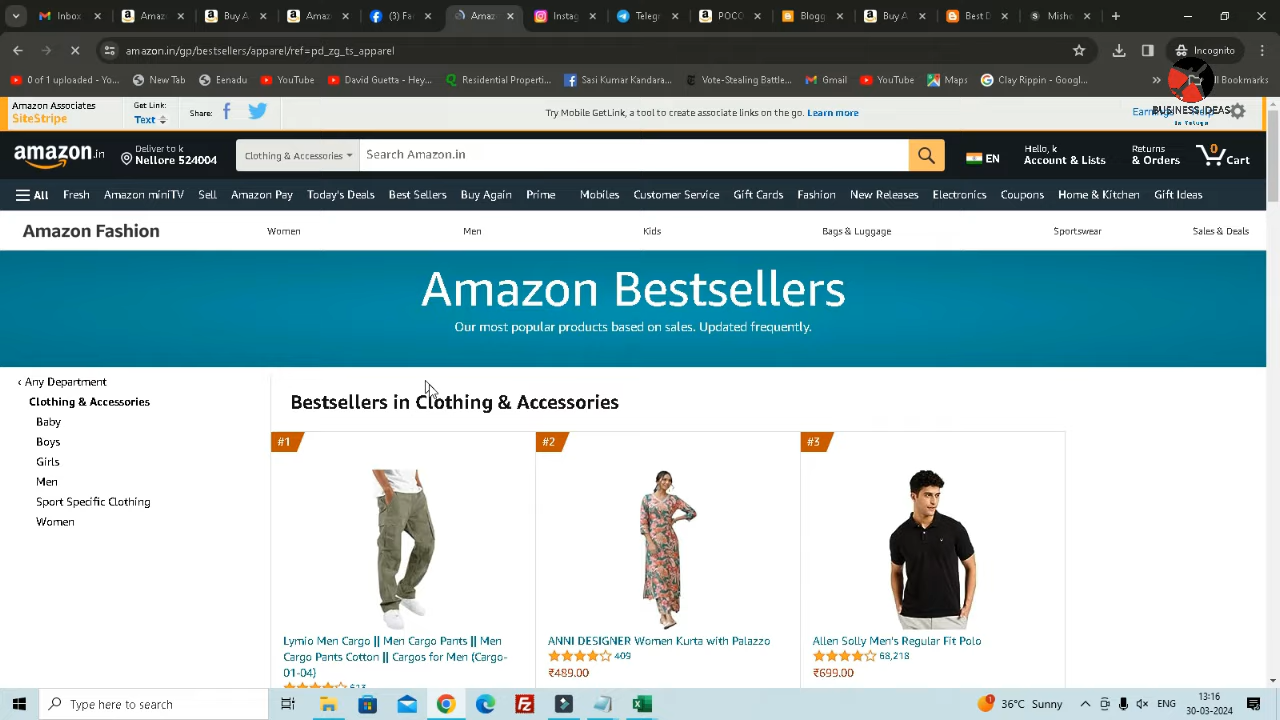 Inbox
Amaz
Buy A
Amaz
(3) Fa
Amaz
Instag
Telegr
POCO
Blogg
Buy A
Best D
Misho
amazon.in/gp/bestsellers/apparel/ref=pd_zg_ts_apparel
Incognito
0 of 1 uploaded - Yo...
New Tab
Eenadu
YouTube
David Guetta - Hey...
Residential Properti...
Sasi Kumar Kandara...
Vote-Stealing Battle...
Gmail
YouTube
Maps
Clay Rippin - Googl...
ll Bookmarks
BUSINESS IDEAS
In Telugu
Amazon Associates
SiteStripe
Get Link:
Text
Share:
Try Mobile GetLink, a tool to create associate links on the go. Learn more
Earnings
Help
amazon.in
Deliver to k
Nellore 524004
Clothing & Accessories
Search Amazon.in
EN
Hello, k
Account & Lists
Returns
& Orders
0
Cart
All
Fresh
Amazon miniTV
Sell
Amazon Pay
Today's Deals
Best Sellers
Buy Again
Prime
Mobiles
Customer Service
Gift Cards
Fashion
New Releases
Electronics
Coupons
Home & Kitchen
Gift Ideas
Amazon Fashion
Women
Men
Kids
Bags & Luggage
Sportswear
Sales & Deals
Amazon Bestsellers
Our most popular products based on sales. Updated frequently.
‹ Any Department
Clothing & Accessories
Baby
Boys
Girls
Men
Sport Specific Clothing
Women
Bestsellers in Clothing & Accessories
#1
Lymio Men Cargo || Men Cargo Pants || Men
Cargo Pants Cotton || Cargos for Men (Cargo-
01-04)
#2
ANNI DESIGNER Women Kurta with Palazzo
409
₹489.00
#3
Allen Solly Men's Regular Fit Polo
68,218
₹699.00
Type here to search
36°C Sunny
ENG
13:16
30-03-2024